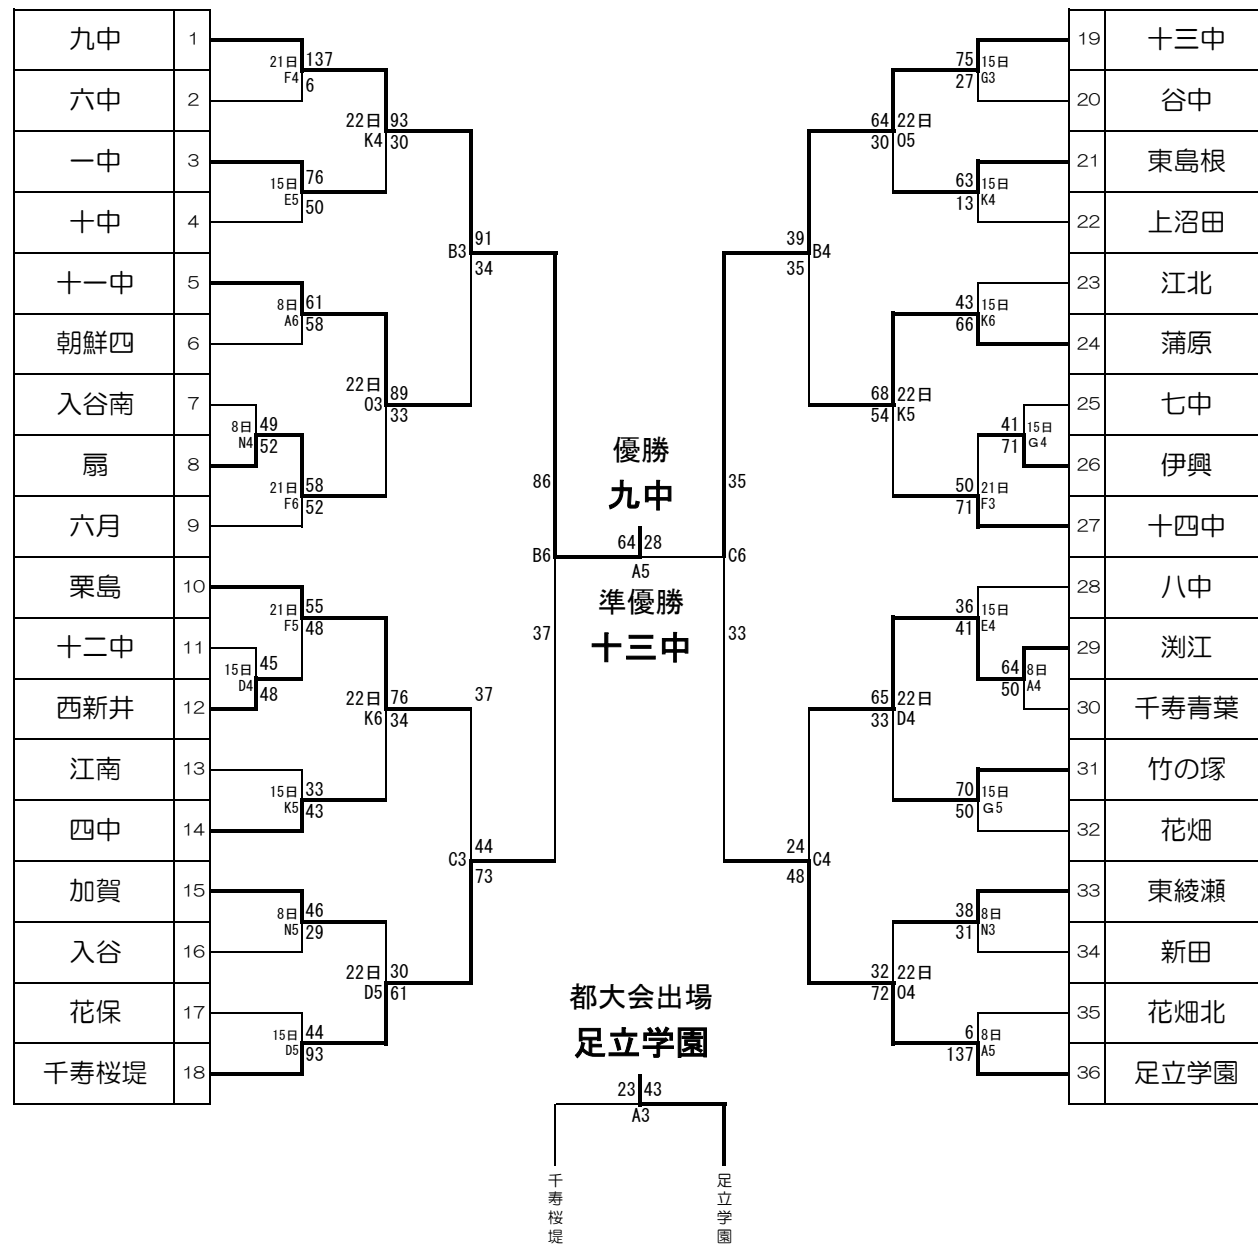 九中 1
六中 2
一中 3
十中 4
十一中 5
朝鮮四 6
入谷南 7
扇 8
六月 9
栗島 10
十二中 11
西新井 12
江南 13
四中 14
加賀 15
入谷 16
花保 17
千寿桜堤 18
21日 137
F4 6
15日 76
E5 50
8日 61
A6 58
8日 49
N4 52
21日 58
F6 52
21日 55
F5 48
15日 45
D4 48
15日 33
K5 43
8日 46
N5 29
15日 44
D5 93
22日 93
K4 30
22日 89
O3 33
22日 76
K6 34
22日 30
D5 61
91
B3
34
37
44
C3
73
86
B6
37
優勝
九中
64 28
A5
準優勝
十三中
35
C6
33
39
B4
35
24
C4
48
64 22日
30 O5
68 22日
54 K5
65 22日
33 D4
32 22日
72 O4
75 15日
27 G3
63 15日
13 K4
43 15日
66 K6
41 15日
71 G4
50 21日
71 F3
36 15日
41 E4
64 8日
50 A4
70 15日
50 G5
38 8日
31 N3
6 8日
137 A5
19 十三中
20 谷中
21 東島根
22 上沼田
23 江北
24 蒲原
25 七中
26 伊興
27 十四中
28 八中
29 渕江
30 千寿青葉
31 竹の塚
32 花畑
33 東綾瀬
34 新田
35 花畑北
36 足立学園
都大会出場
足立学園
23 43
A3
千寿桜堤
足立学園